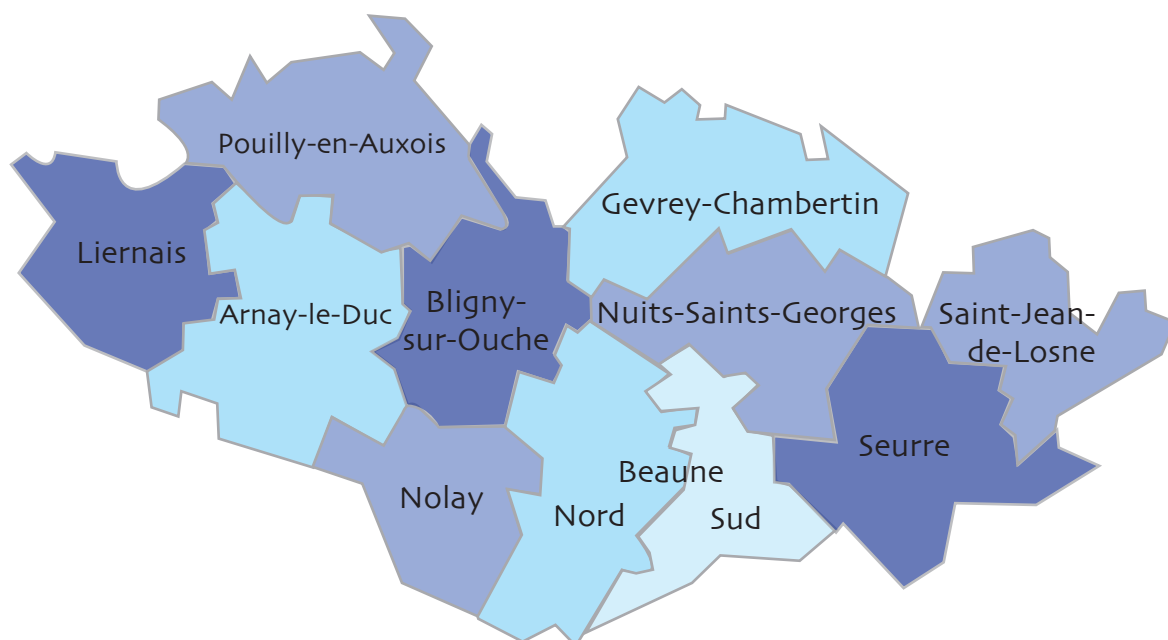 Pouilly-en-Auxois
Gevrey-Chambertin
Liernais
Arnay-le-Duc
Bligny-
sur-Ouche
Nuits-Saints-Georges
Saint-Jean-
de-Losne
Seurre
Beaune
Nolay
Nord
Sud